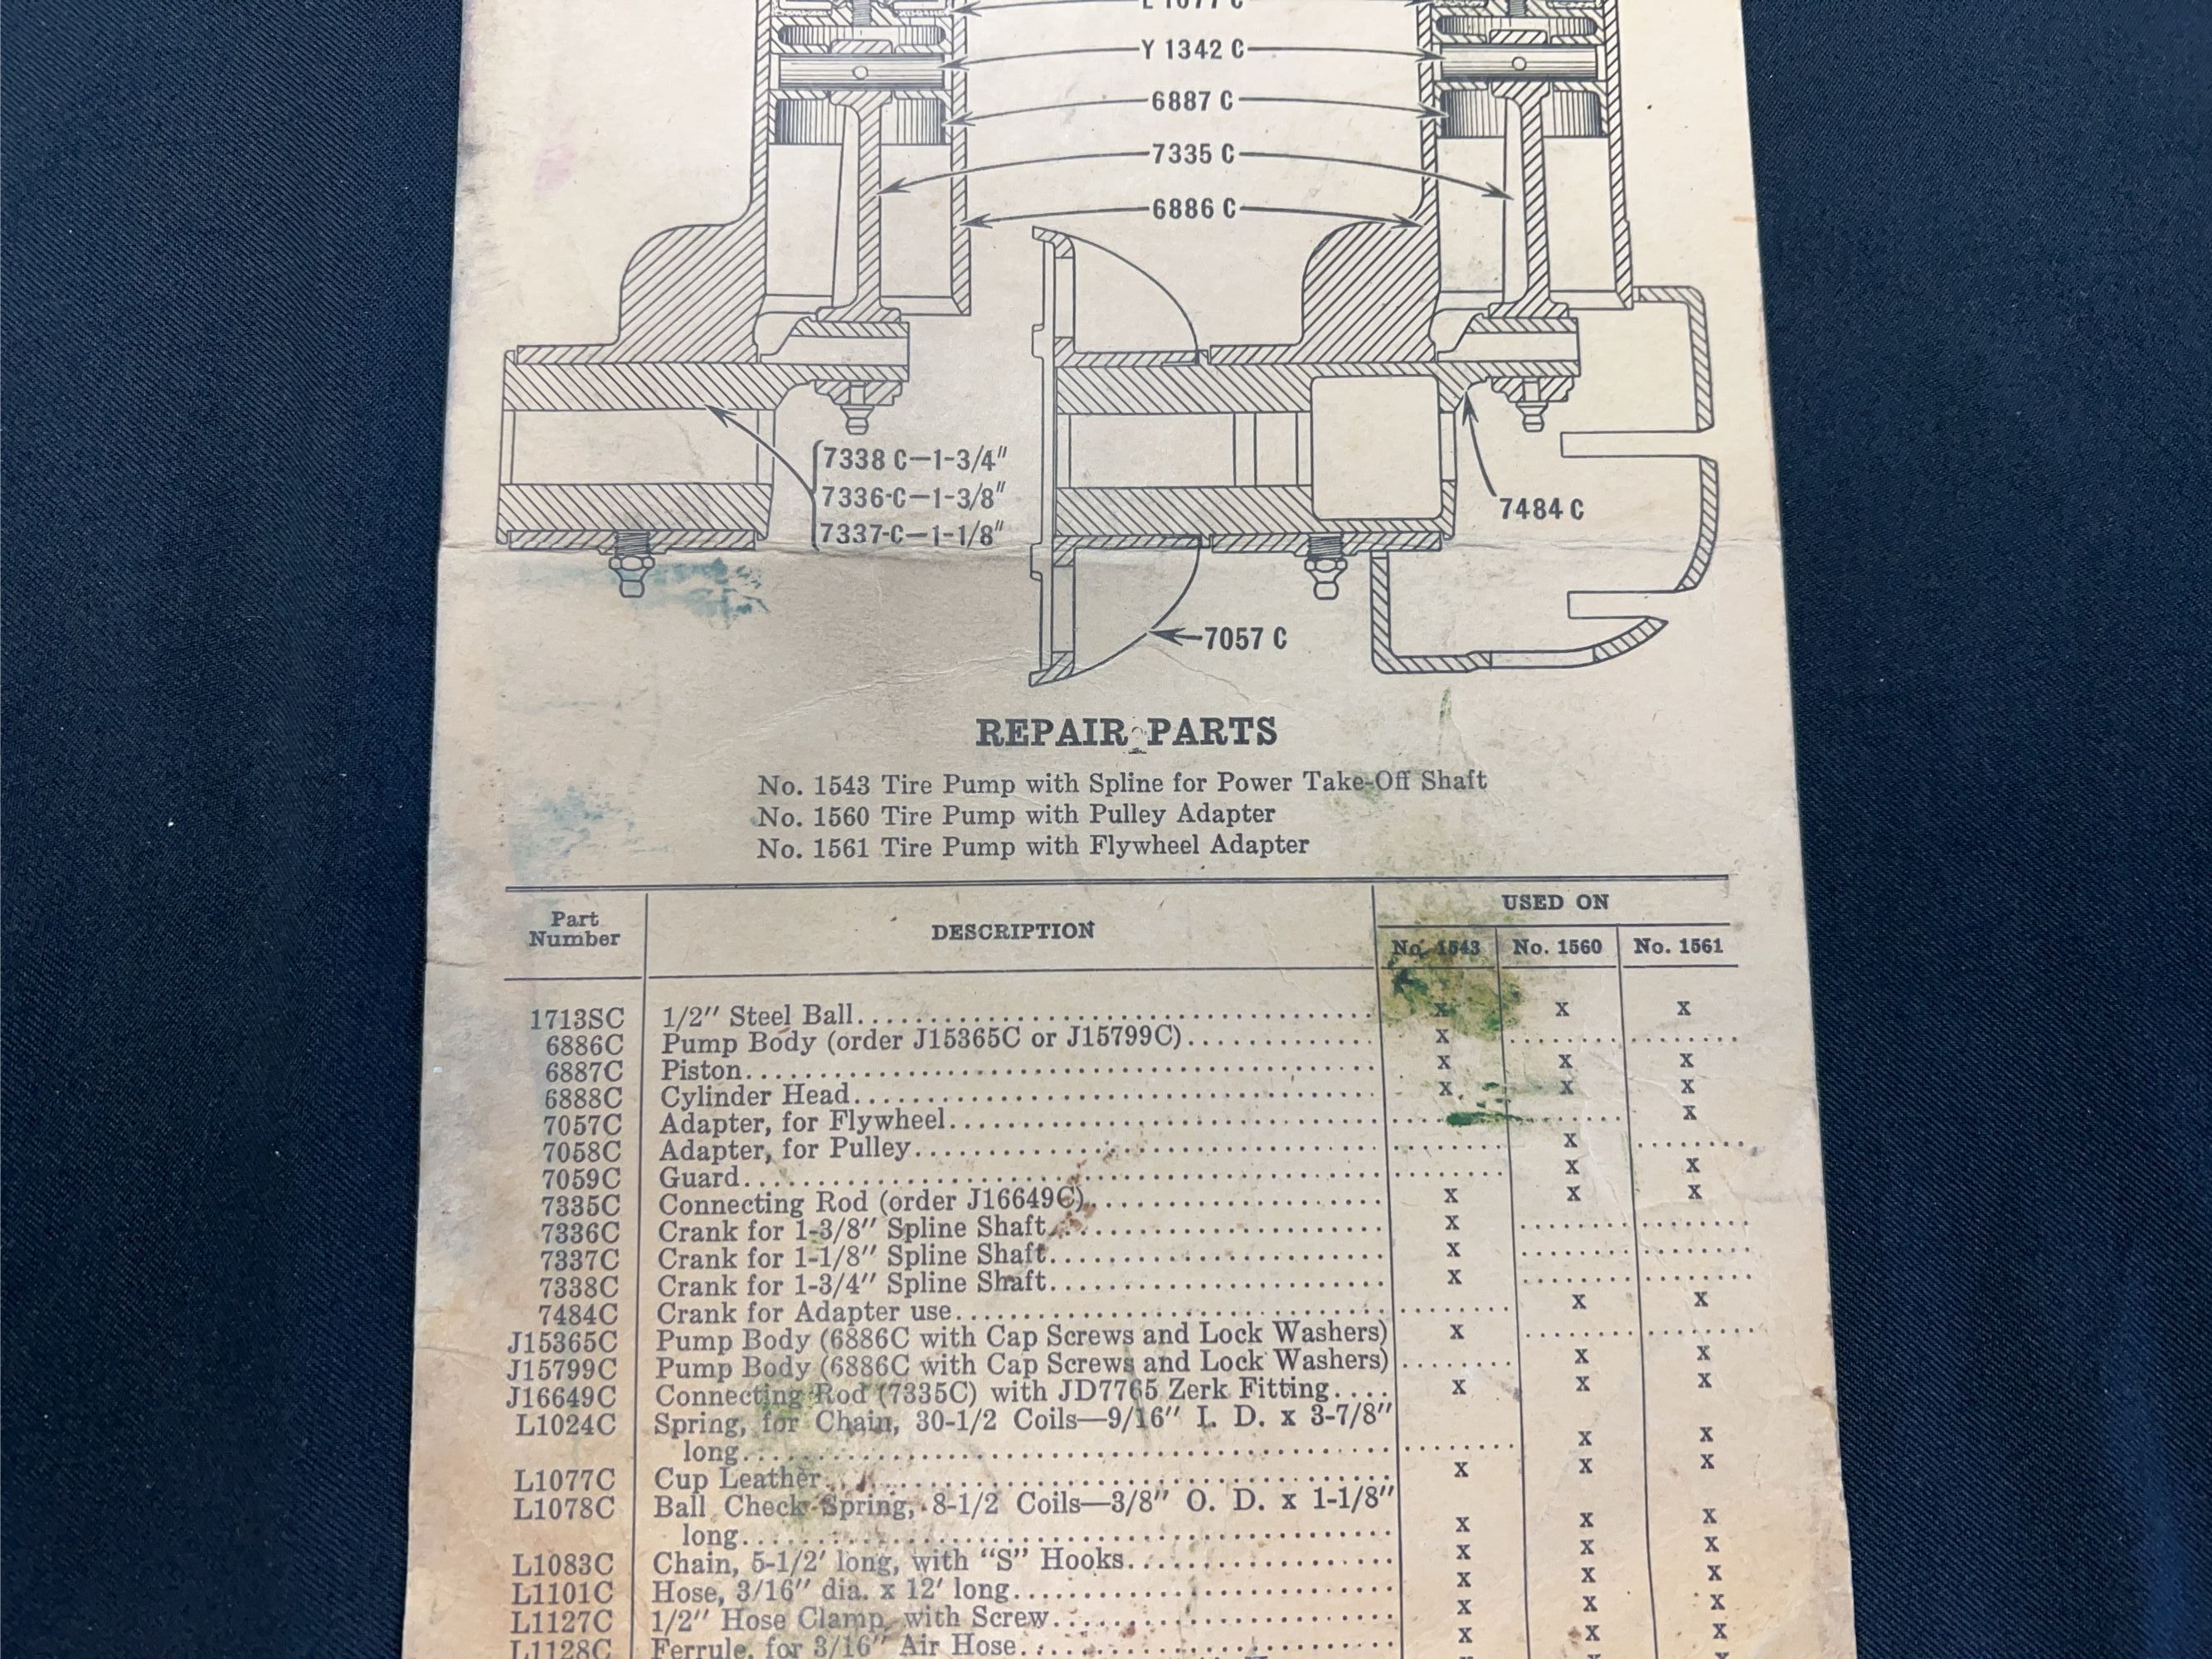 L 1077 C
Y 1342 C
6887 C
7335 C
6886 C
7338 C—1-3/4"
7336-C—1-3/8"
7337-C—1-1/8"
7484 C
7057 C
REPAIR PARTS
No. 1543 Tire Pump with Spline for Power Take-Off Shaft
No. 1560 Tire Pump with Pulley Adapter
No. 1561 Tire Pump with Flywheel Adapter
Part Number DESCRIPTION USED ON
No. 1543 No. 1560 No. 1561
1713SC 1/2" Steel Ball x x x
6886C Pump Body (order J15365C or J15799C) x
6887C Piston x x x
6888C Cylinder Head x x x
7057C Adapter, for Flywheel x
7058C Adapter, for Pulley x
7059C Guard x x
7335C Connecting Rod (order J16649C) x x x
7336C Crank for 1-3/8" Spline Shaft x
7337C Crank for 1-1/8" Spline Shaft x
7338C Crank for 1-3/4" Spline Shaft x
7484C Crank for Adapter use x x
J15365C Pump Body (6886C with Cap Screws and Lock Washers) x
J15799C Pump Body (6886C with Cap Screws and Lock Washers) x x
J16649C Connecting Rod (7335C) with JD7765 Zerk Fitting x x x
L1024C Spring, for Chain, 30-1/2 Coils—9/16" I. D. x 3-7/8"
long x x
L1077C Cup Leather x x x
L1078C Ball Check Spring, 8-1/2 Coils—3/8" O. D. x 1-1/8"
long x x x
L1083C Chain, 5-1/2' long, with "S" Hooks x x x
L1101C Hose, 3/16" dia. x 12' long x x x
L1127C 1/2" Hose Clamp, with Screw x x x
L1128C Ferrule, for 3/16" Air Hose x x x